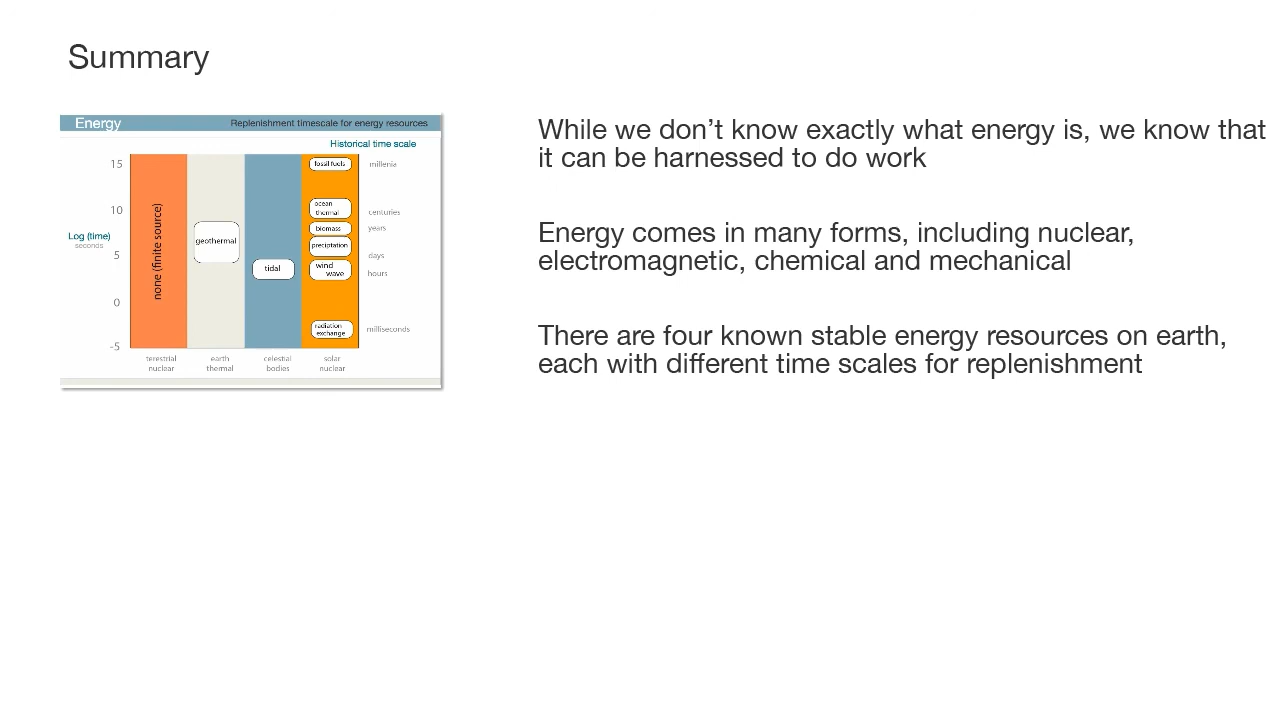 Summary
Energy
Replenishment timescale for energy resources
Historical time scale
15
10
5
0
-5
Log (time)
seconds
none (finite source)
geothermal
tidal
fossil fuels
ocean
thermal
biomass
preciptation
wind
wave
radiation
exchange
millenia
centuries
years
days
hours
milliseconds
terestrial
nuclear
earth
thermal
celestial
bodies
solar
nuclear
While we don’t know exactly what energy is, we know that
it can be harnessed to do work
Energy comes in many forms, including nuclear,
electromagnetic, chemical and mechanical
There are four known stable energy resources on earth,
each with different time scales for replenishment